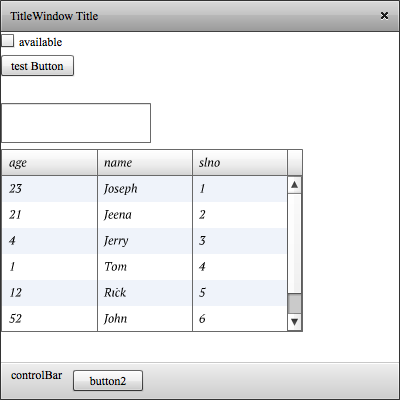 TitleWindow Title
available
test Button
age name slno
23 Joseph 1
21 Jeena 2
4 Jerry 3
1 Tom 4
12 Rick 5
52 John 6
controlBar button2